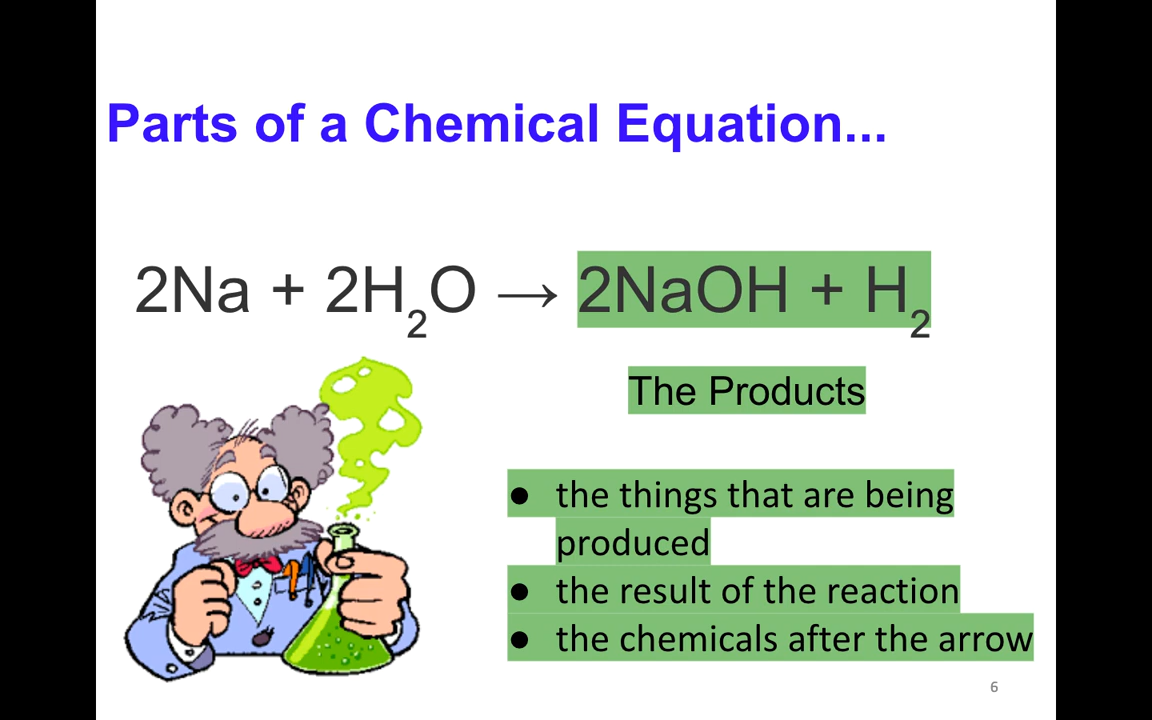 Parts of a Chemical Equation...
2Na + 2H₂O → 2NaOH + H₂
The Products
● the things that are being
produced
● the result of the reaction
● the chemicals after the arrow
6